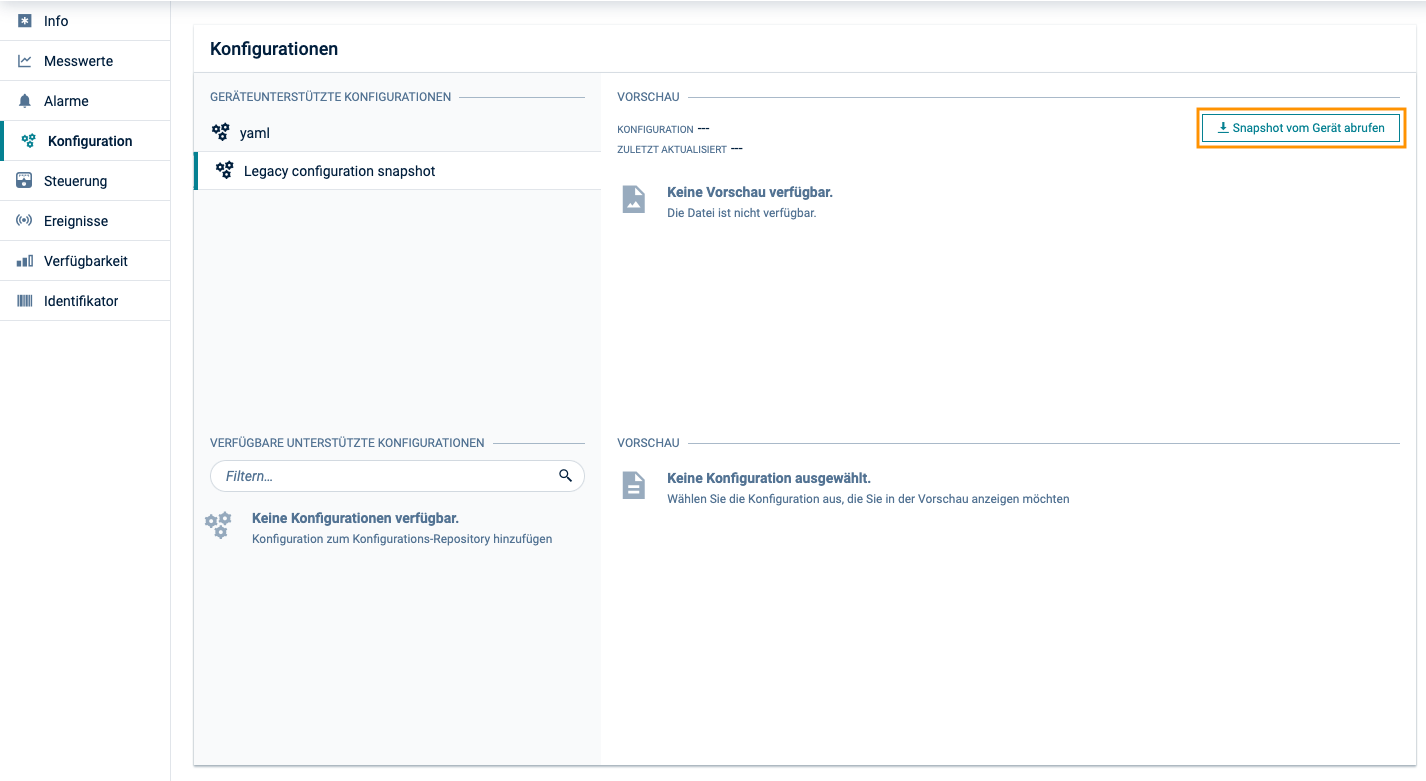 Info
Messwerte
Alarme
Konfiguration
Steuerung
Ereignisse
Verfügbarkeit
Identifikator
Konfigurationen
GERÄTEUNTERSTÜTZTE KONFIGURATIONEN
yaml
Legacy configuration snapshot
VORSCHAU
KONFIGURATION ---
ZULETZT AKTUALISIERT ---
Snapshot vom Gerät abrufen
Keine Vorschau verfügbar.
Die Datei ist nicht verfügbar.
VERFÜGBARE UNTERSTÜTZTE KONFIGURATIONEN
Filtern...
Keine Konfigurationen verfügbar.
Konfiguration zum Konfigurations-Repository hinzufügen
VORSCHAU
Keine Konfiguration ausgewählt.
Wählen Sie die Konfiguration aus, die Sie in der Vorschau anzeigen möchten